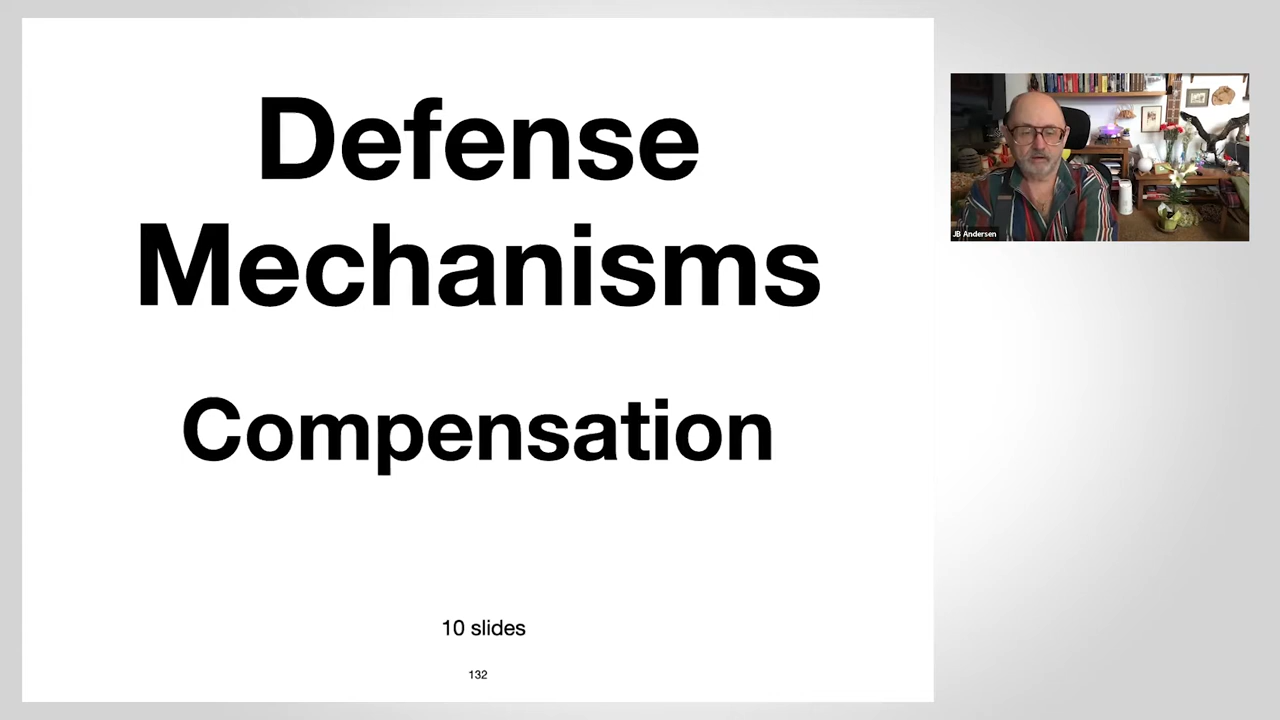 Defense
Mechanisms
Compensation
10 slides
132
JB Andersen